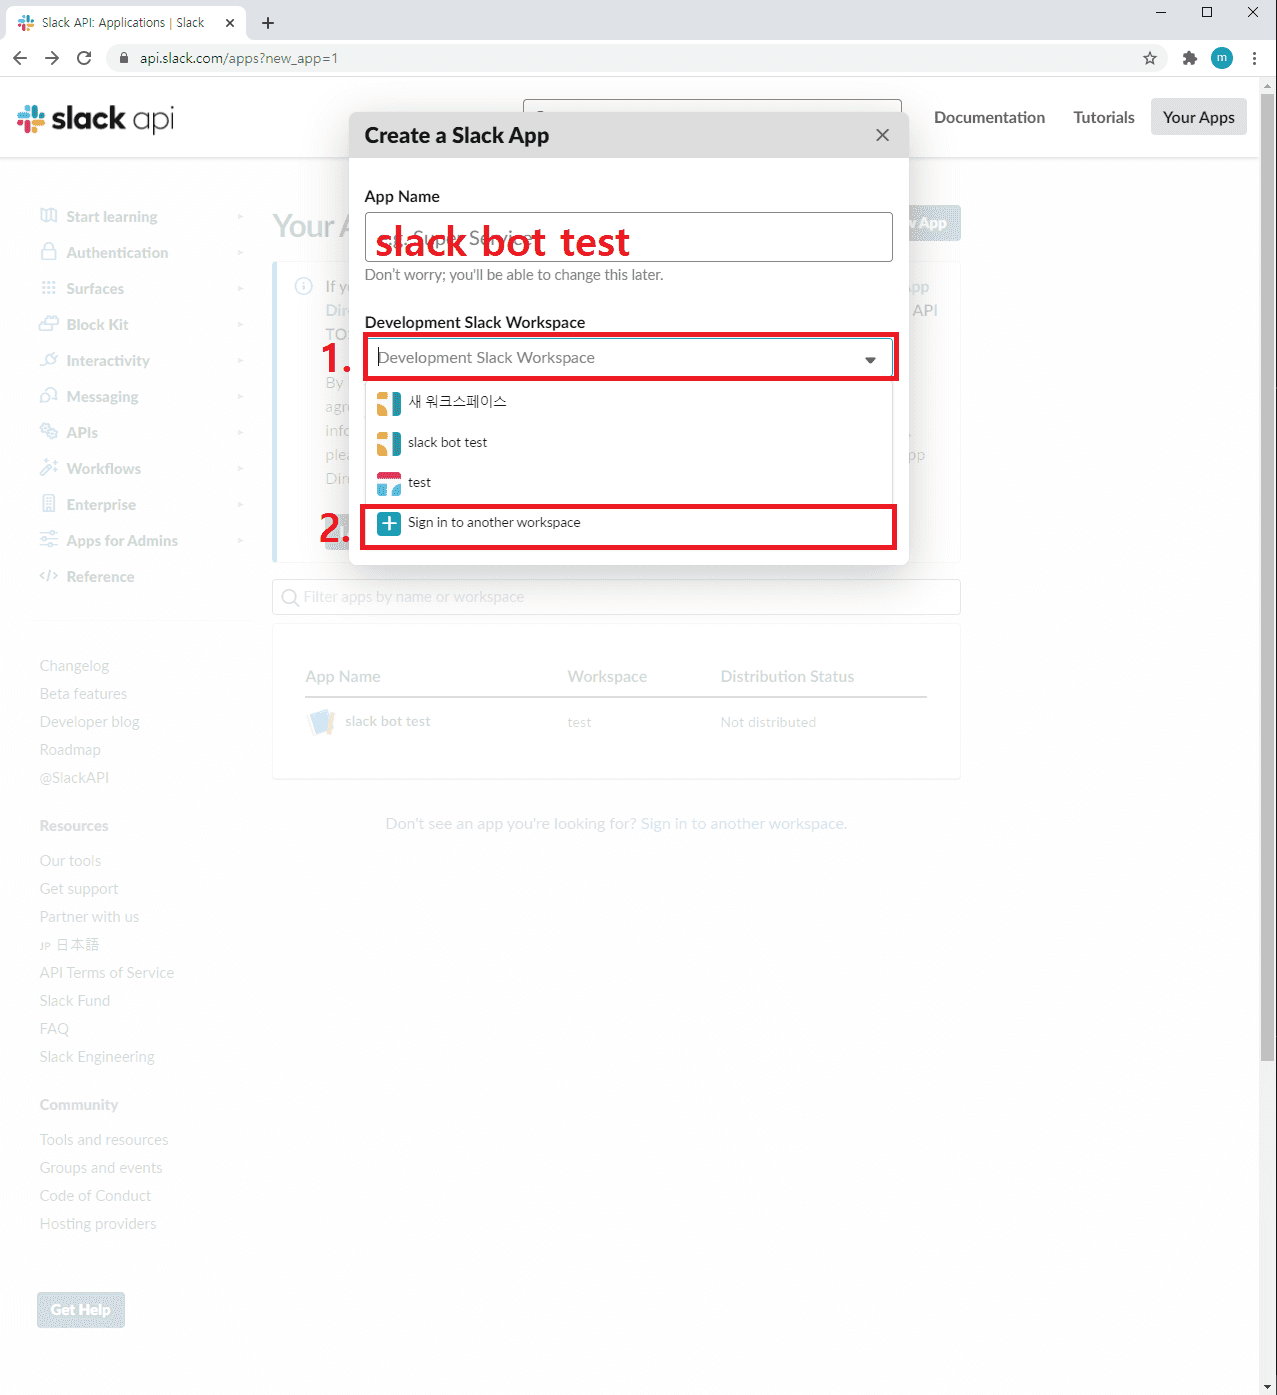 Slack API: Applications | Slack
api.slack.com/apps?new_app=1
m
slack api
Documentation
Tutorials
Your Apps
Create a Slack App
App Name
slack bot test
Don't worry; you'll be able to change this later.
Development Slack Workspace
1.
Development Slack Workspace
새 워크스페이스
slack bot test
test
2.
Sign in to another workspace
Start learning
Authentication
Surfaces
Block Kit
Interactivity
Messaging
APIs
Workflows
Enterprise
Apps for Admins
Reference
Your
App
If
API
By
Filter apps by name or workspace
App Name
Workspace
Distribution Status
slack bot test
test
Not distributed
Don't see an app you're looking for? Sign in to another workspace.
Changelog
Beta features
Developer blog
Roadmap
@SlackAPI
Resources
Our tools
Get support
Partner with us
JP 日本語
API Terms of Service
Slack Fund
FAQ
Slack Engineering
Community
Tools and resources
Groups and events
Code of Conduct
Hosting providers
Get Help